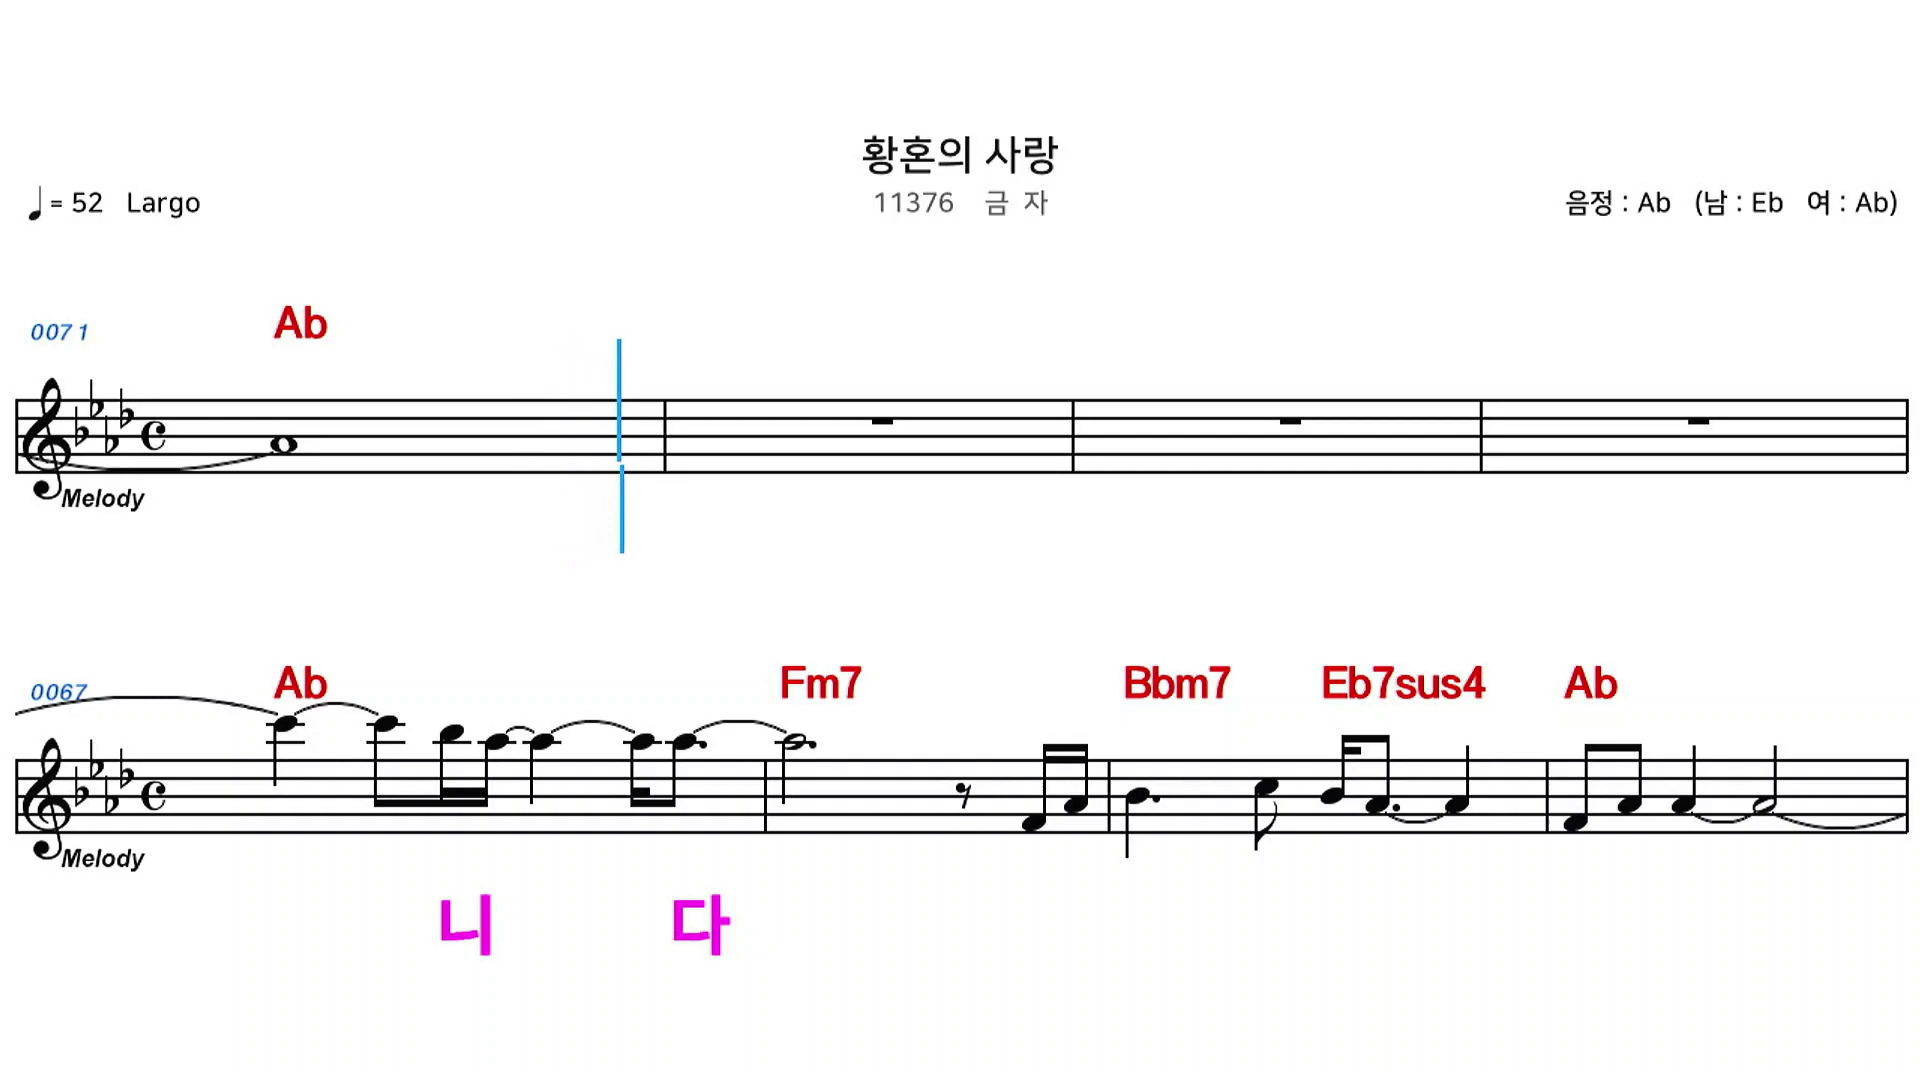 황혼의 사랑
♩= 52 Largo
11376 금 자
음정 : Ab (남 : Eb 여 : Ab)
0071 Ab
Melody
0067 Ab Fm7 Bbm7 Eb7sus4 Ab
Melody
니 다